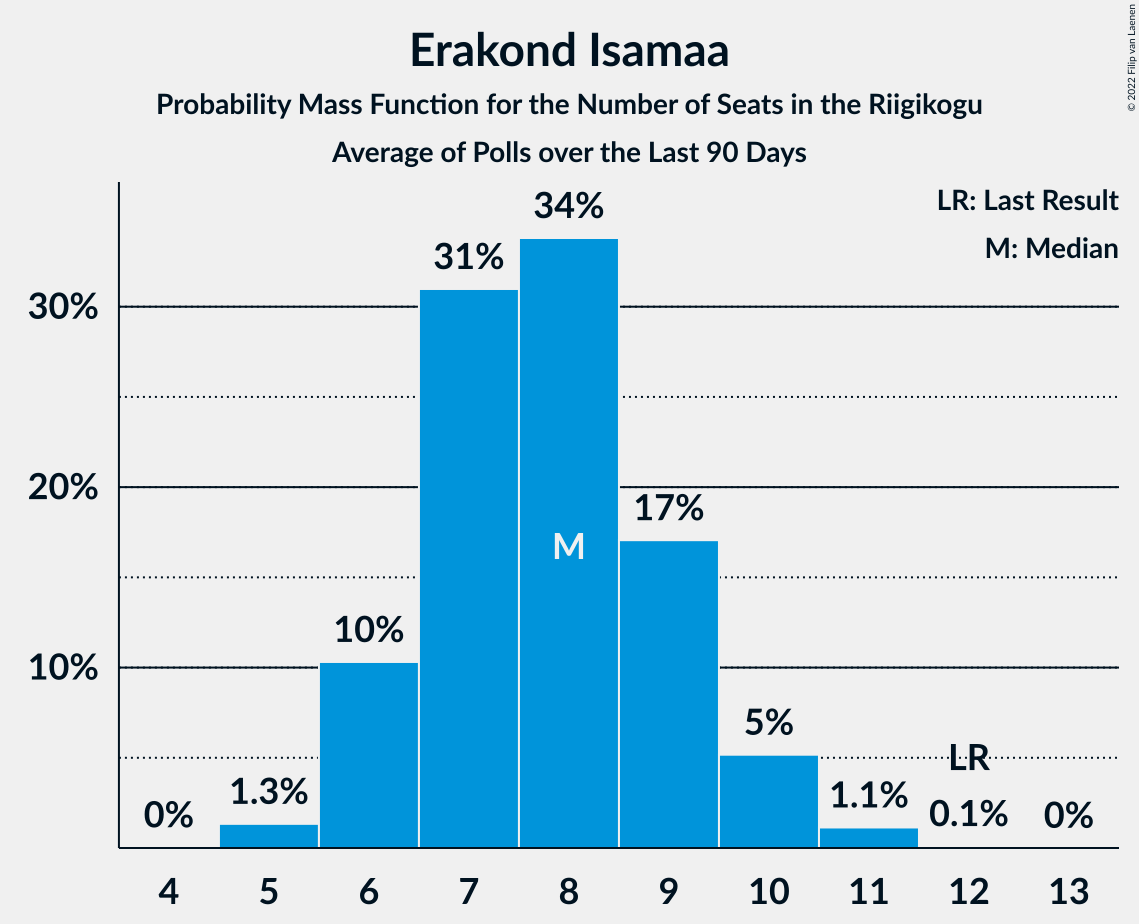 Erakond Isamaa
Probability Mass Function for the Number of Seats in the Riigikogu
Average of Polls over the Last 90 Days
© 2022 Filip van Laenen
LR: Last Result
M: Median
34%
31%
30%
20%
17%
M
10%
10%
5%
LR
1.3%
1.1%
0%
0.1%
0%
4 5 6 7 8 9 10 11 12 13